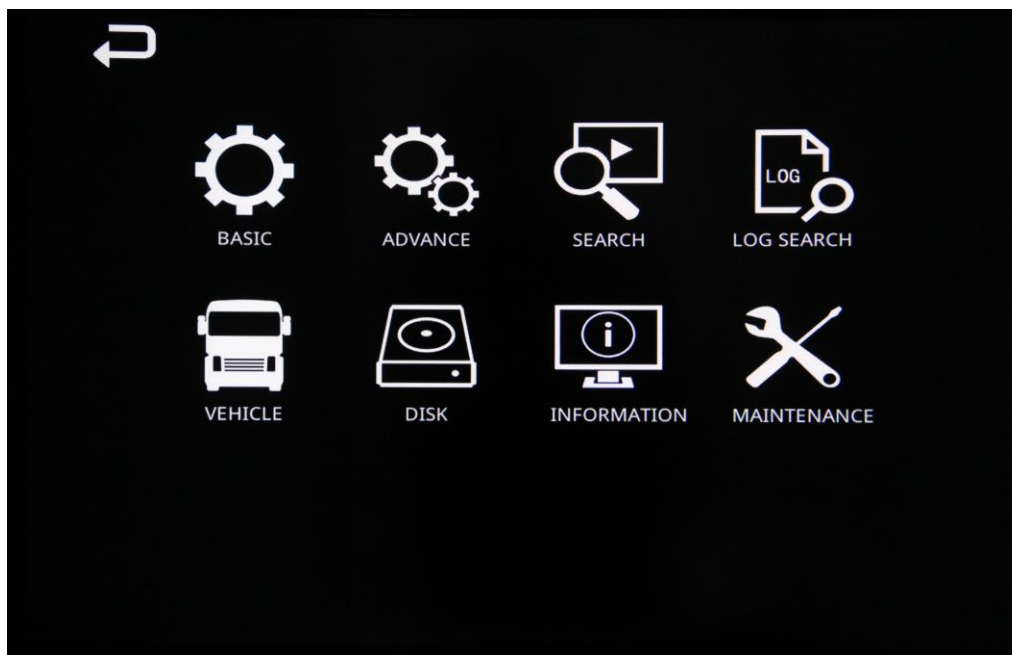 BASIC ADVANCE SEARCH LOG SEARCH
LOG
VEHICLE DISK INFORMATION MAINTENANCE